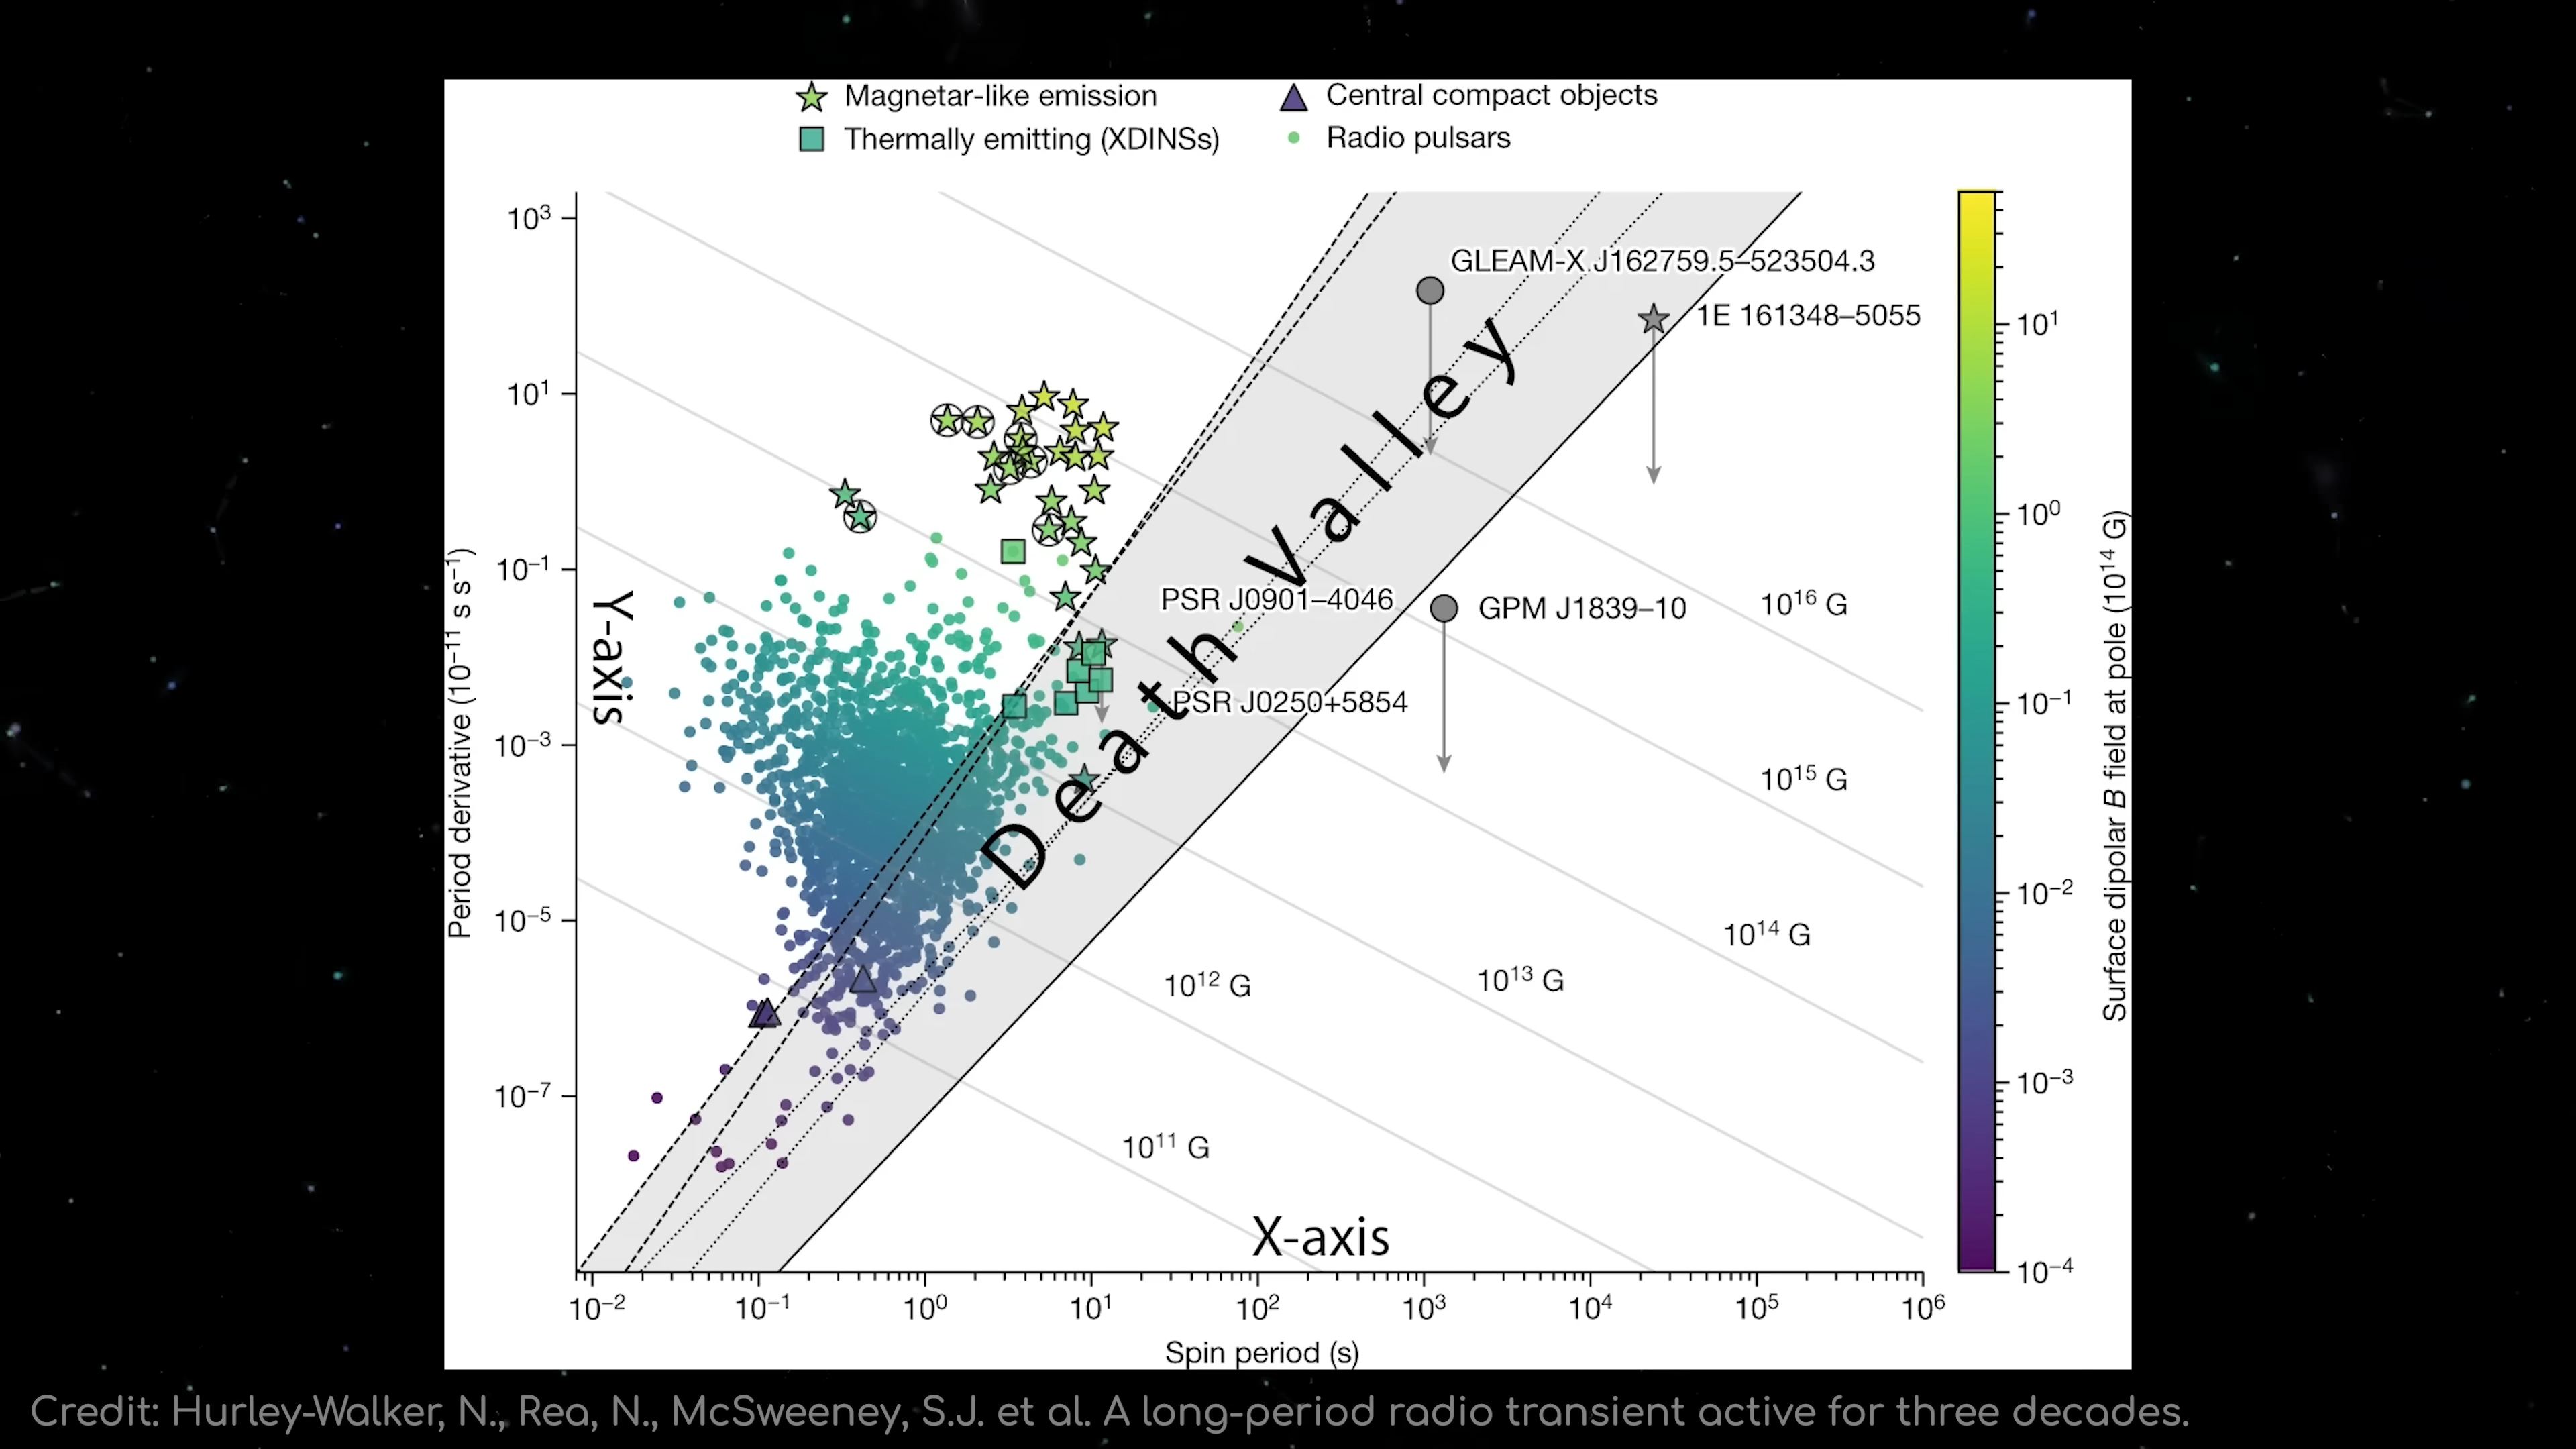 Magnetar-like emission
Central compact objects
Thermally emitting (XDINSs)
Radio pulsars
10³
10¹
10⁻¹
10⁻³
10⁻⁵
10⁻⁷
Period derivative (10⁻¹¹ s s⁻¹)
Y-axis
GLEAM-X J162759.5–523504.3
1E 161348–5055
Death Valley
PSR J0901–4046
GPM J1839–10
PSR J0250+5854
10¹⁶ G
10¹⁵ G
10¹⁴ G
10¹³ G
10¹² G
10¹¹ G
X-axis
10⁻²
10⁻¹
10⁰
10¹
10²
10³
10⁴
10⁵
10⁶
Spin period (s)
10¹
10⁰
10⁻¹
10⁻²
10⁻³
10⁻⁴
Surface dipolar B field at pole (10¹⁴ G)
Credit: Hurley-Walker, N., Rea, N., McSweeney, S.J. et al. A long-period radio transient active for three decades.